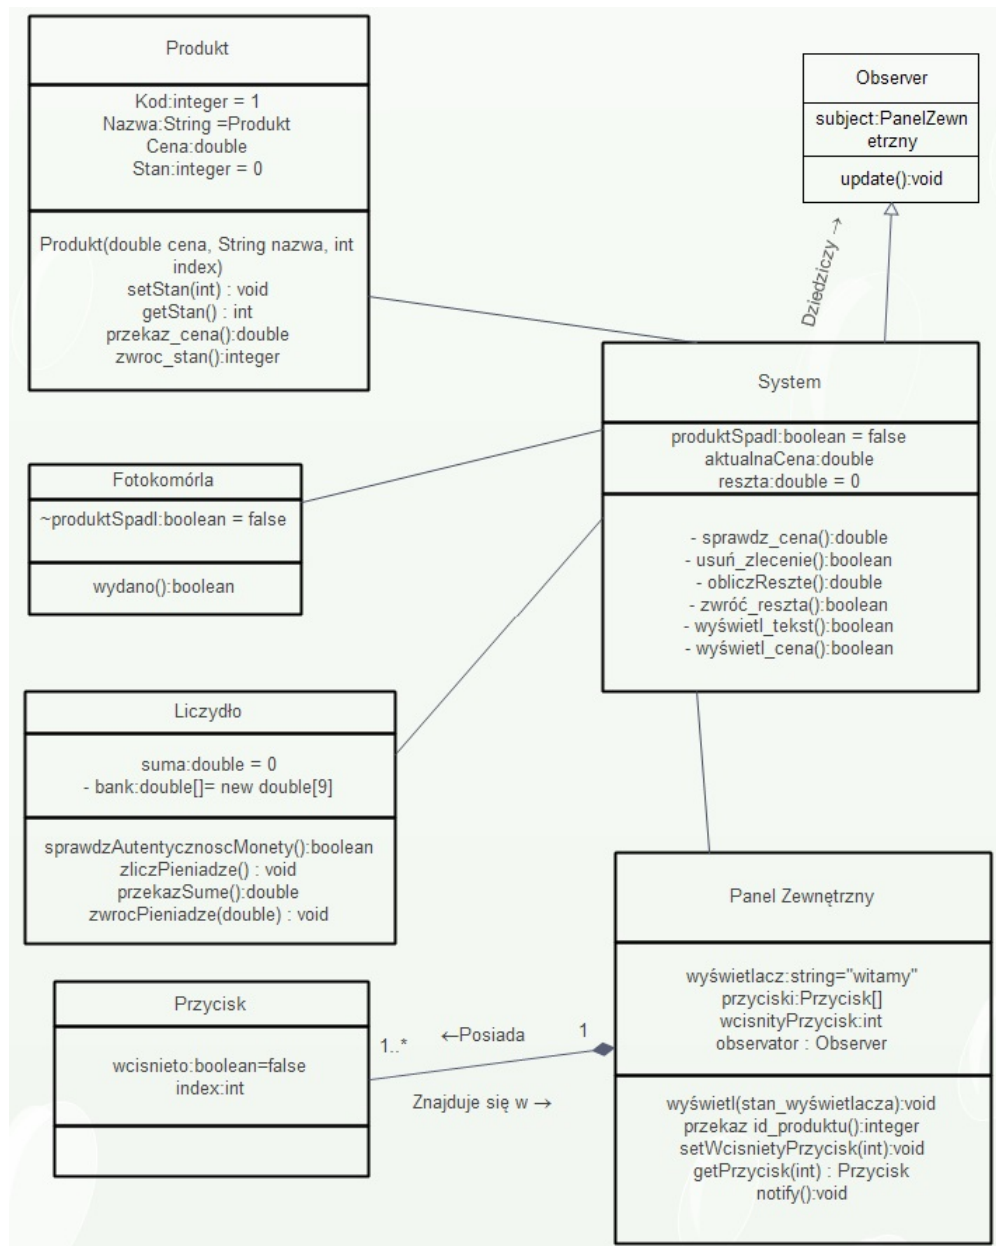 Produkt
Kod:integer = 1
Nazwa:String =Produkt
Cena:double
Stan:integer = 0
Produkt(double cena, String nazwa, int
index)
setStan(int) : void
getStan() : int
przekaz_cena():double
zwroc_stan():integer
Observer
subject:PanelZewn
etrzny
update():void
Dziedziczy →
System
produktSpadl:boolean = false
aktualnaCena:double
reszta:double = 0
- sprawdz_cena():double
- usuń_zlecenie():boolean
- obliczReszte():double
- zwróć_reszta():boolean
- wyświetl_tekst():boolean
- wyświetl_cena():boolean
Fotokomórla
~produktSpadl:boolean = false
wydano():boolean
Liczydło
suma:double = 0
- bank:double[]= new double[9]
sprawdzAutentycznoscMonety():boolean
zliczPieniadze() : void
przekazSume():double
zwrocPieniadze(double) : void
Przycisk
wcisnieto:boolean=false
index:int
1..*
←Posiada
1
Znajduje się w →
Panel Zewnętrzny
wyświetlacz:string="witamy"
przyciski:Przycisk[]
wcisnityPrzycisk:int
observator : Observer
wyświetl(stan_wyświetlacza):void
przekaz id_produktu():integer
setWcisnietyPrzycisk(int):void
getPrzycisk(int) : Przycisk
notify():void